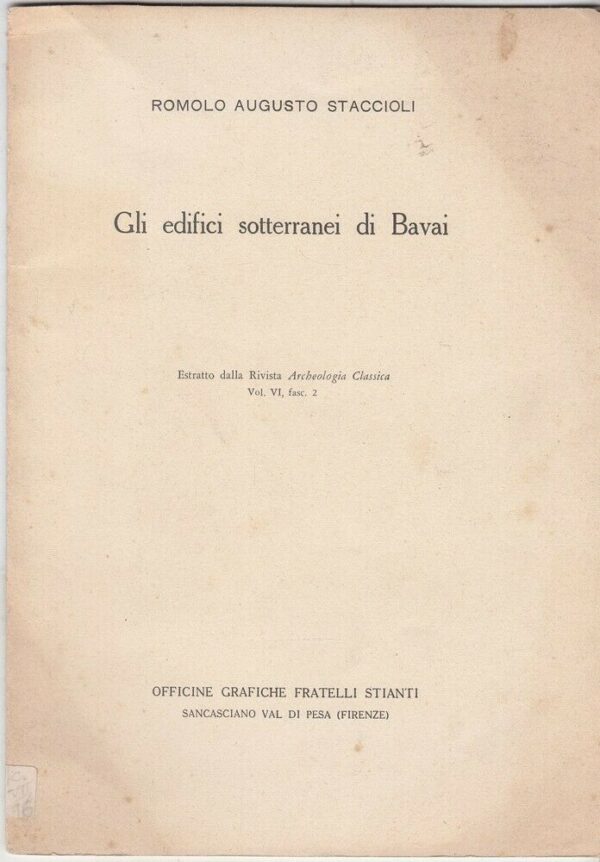 ROMOLO AUGUSTO STACCIOLI
Gli edifici sotterranei di Bavai
Estratto dalla Rivista Archeologia Classica
Vol. VI, fasc. 2
OFFICINE GRAFICHE FRATELLI STIANTI
SANCASCIANO VAL DI PESA (FIRENZE)